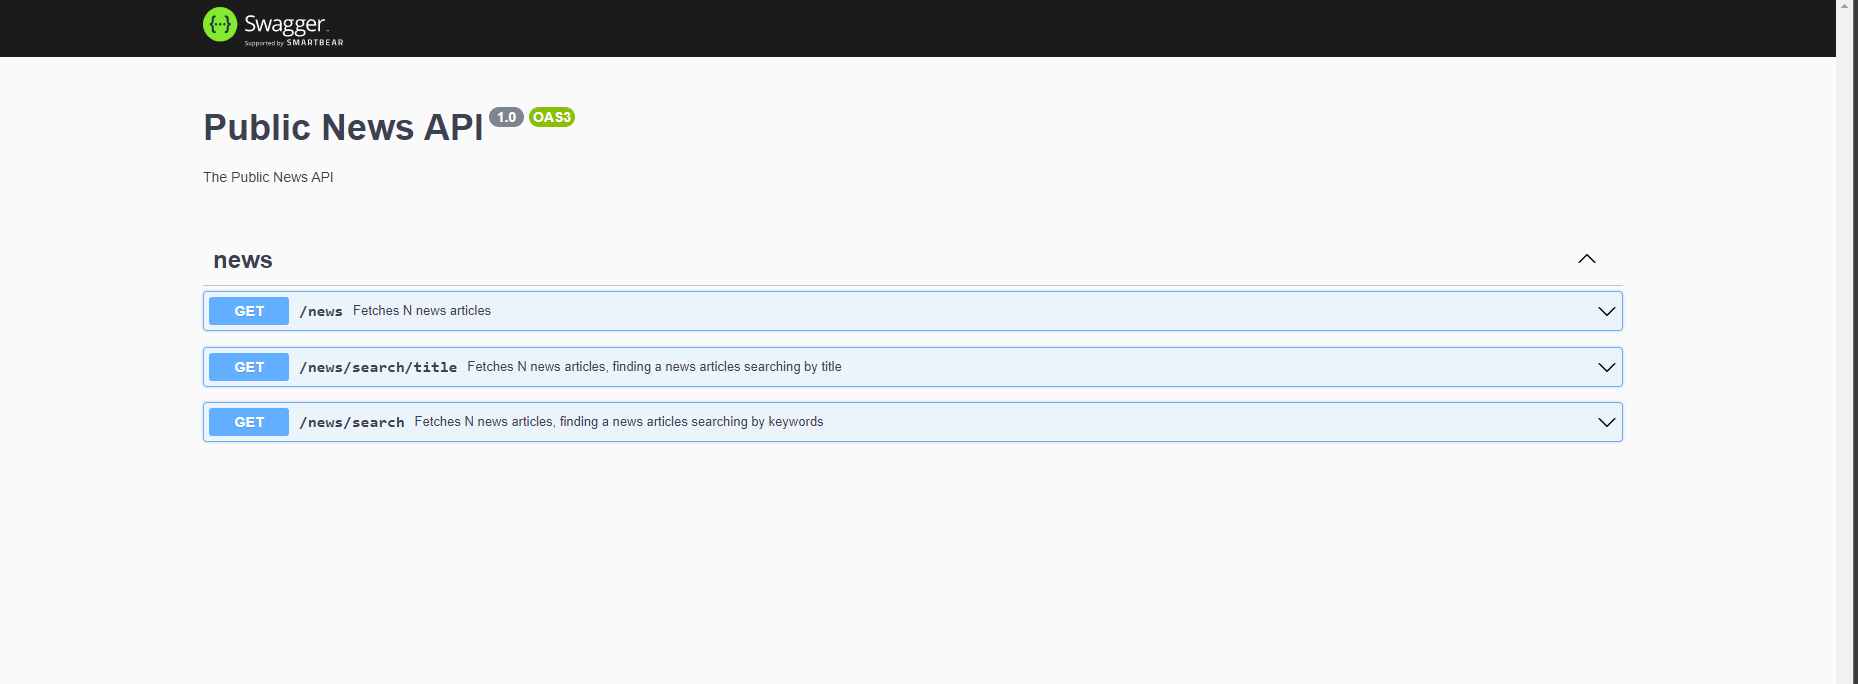 Swagger
Supported by SMARTBEAR
Public News API 1.0 OAS3
The Public News API
news
GET /news Fetches N news articles
GET /news/search/title Fetches N news articles, finding a news articles searching by title
GET /news/search Fetches N news articles, finding a news articles searching by keywords